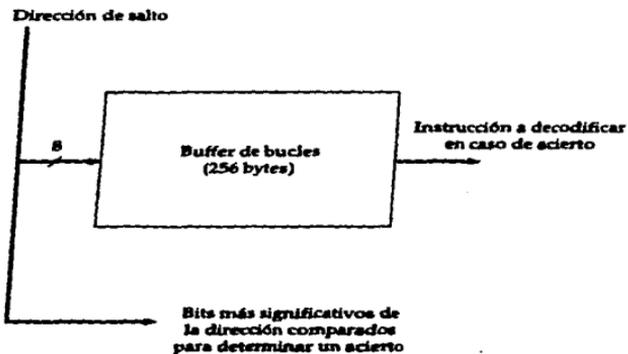 Dirección de salto
8
Buffer de bucles
(256 bytes)
Instrucción a decodificar
en caso de acierto
Bits más significativos de
la dirección comparados
para determinar un acierto